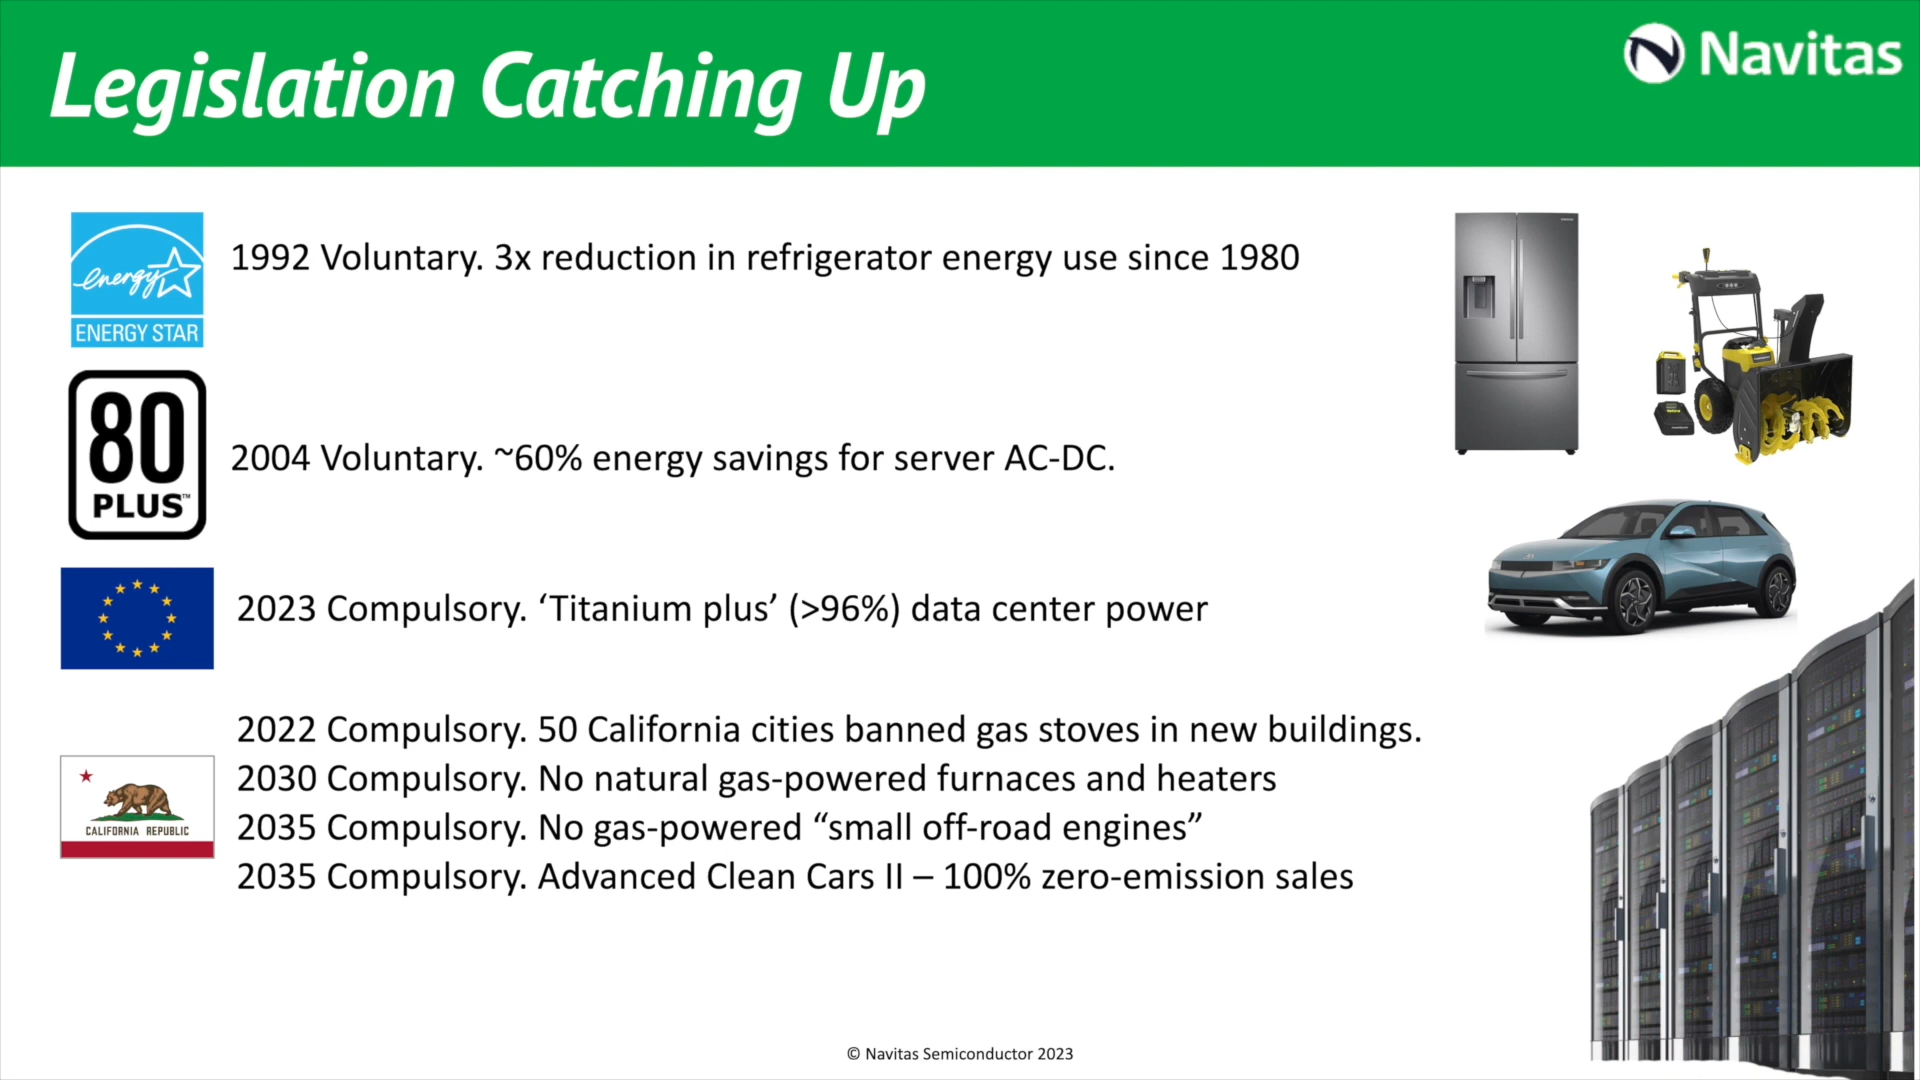 Legislation Catching Up
Navitas
energy
ENERGY STAR
1992 Voluntary. 3x reduction in refrigerator energy use since 1980
80
PLUS™
2004 Voluntary. ~60% energy savings for server AC-DC.
2023 Compulsory. ‘Titanium plus’ (>96%) data center power
CALIFORNIA REPUBLIC
2022 Compulsory. 50 California cities banned gas stoves in new buildings.
2030 Compulsory. No natural gas-powered furnaces and heaters
2035 Compulsory. No gas-powered “small off-road engines”
2035 Compulsory. Advanced Clean Cars II – 100% zero-emission sales
© Navitas Semiconductor 2023